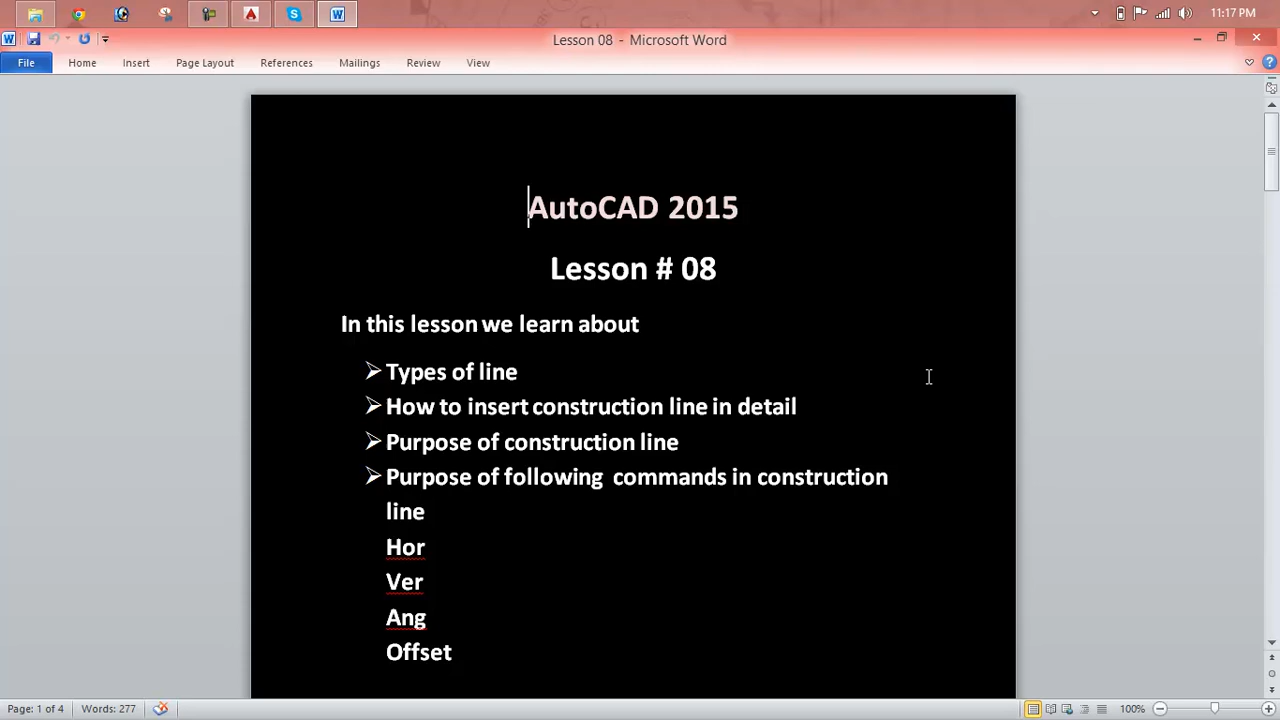 11:17 PM
Lesson 08 - Microsoft Word
File Home Insert Page Layout References Mailings Review View
AutoCAD 2015
Lesson # 08
In this lesson we learn about
➢Types of line
➢How to insert construction line in detail
➢Purpose of construction line
➢Purpose of following commands in construction
line
Hor
Ver
Ang
Offset
Page: 1 of 4 Words: 277 100%